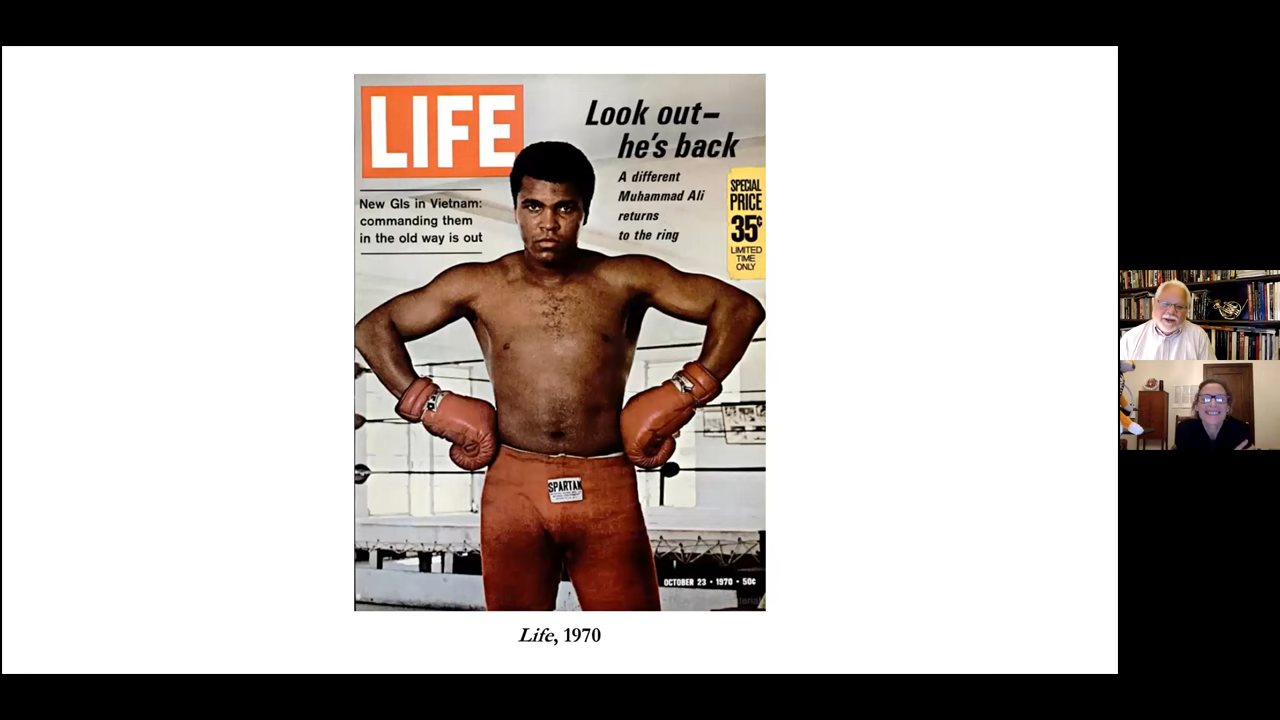 LIFE
Look out–
he's back
A different
Muhammad Ali
returns
to the ring
New GIs in Vietnam:
commanding them
in the old way is out
SPECIAL
PRICE
35¢
LIMITED
TIME
ONLY
SPARTAN
OCTOBER 23 • 1970 • 50¢
Life, 1970